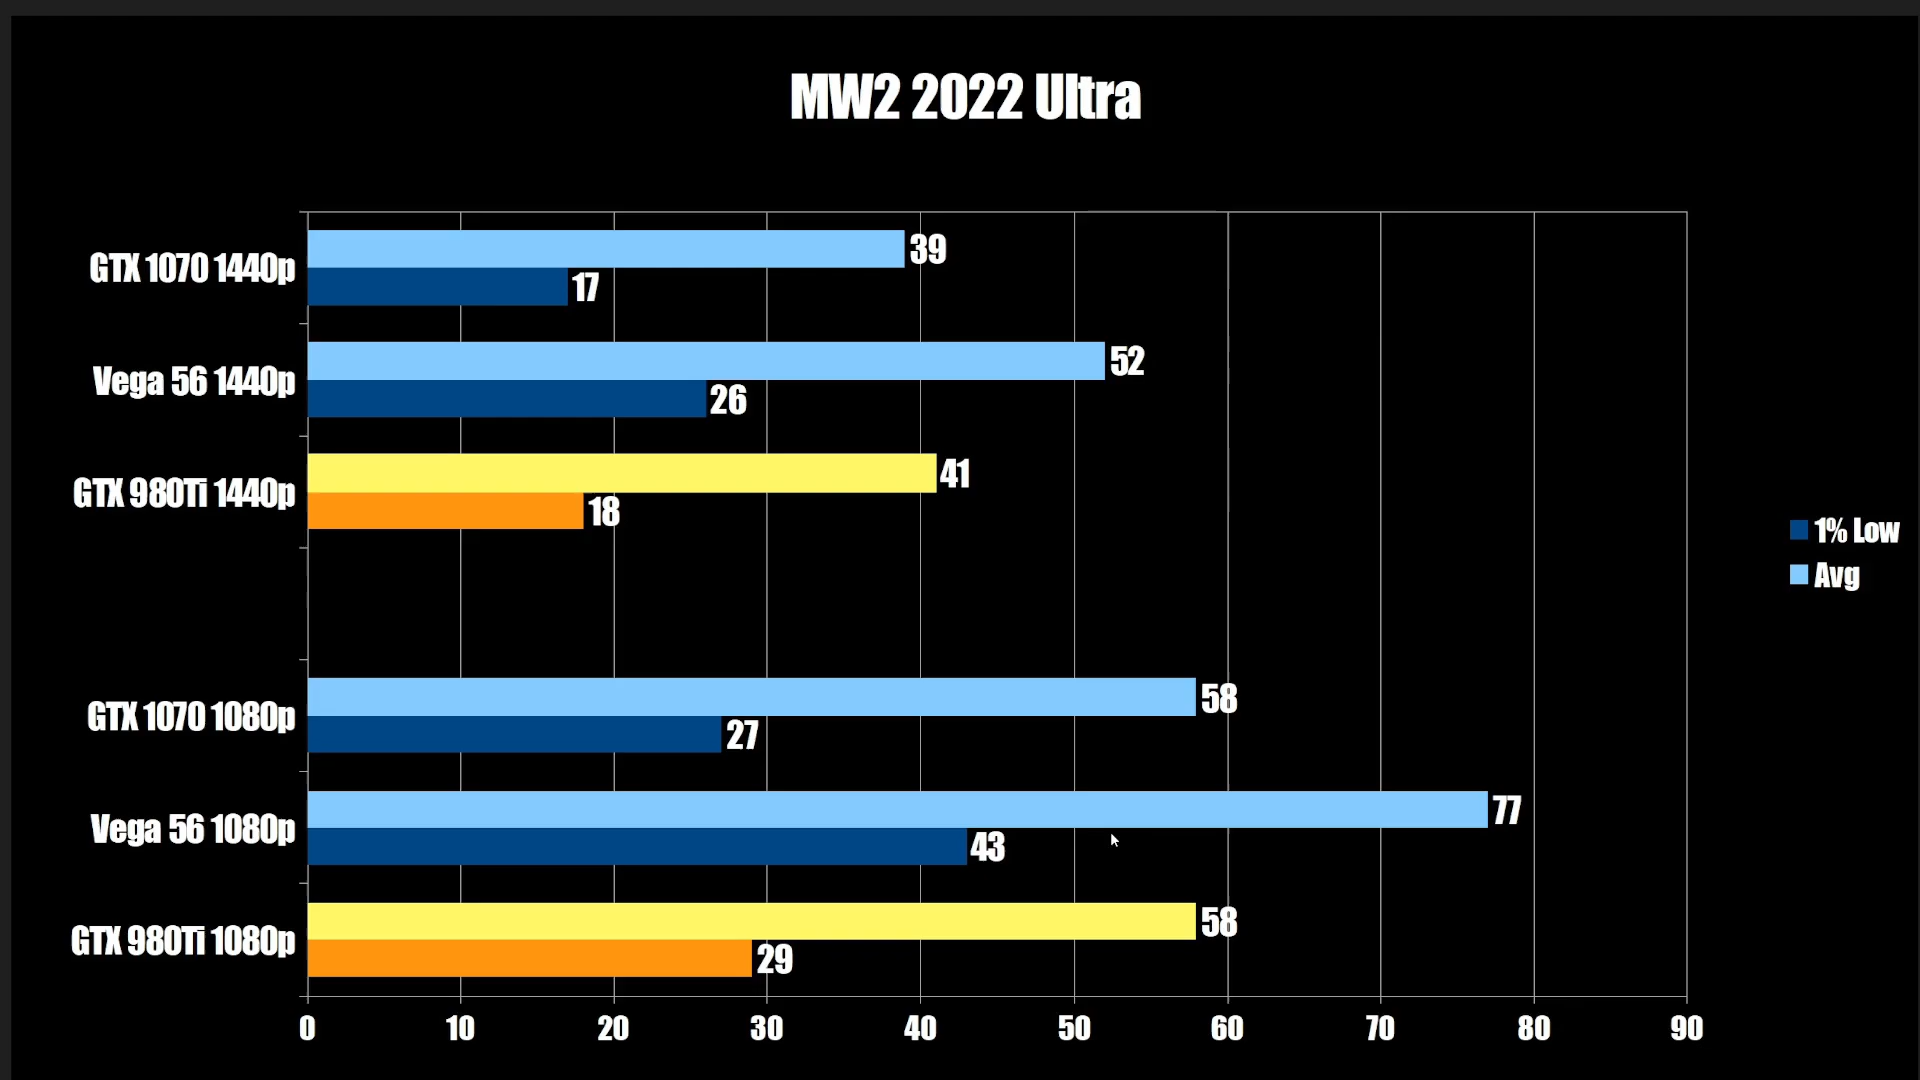 MW2 2022 Ultra
GTX 1070 1440p
39
17
Vega 56 1440p
52
26
GTX 980Ti 1440p
41
18
1% Low
Avg
GTX 1070 1080p
58
27
Vega 56 1080p
77
43
GTX 980Ti 1080p
58
29
0 10 20 30 40 50 60 70 80 90